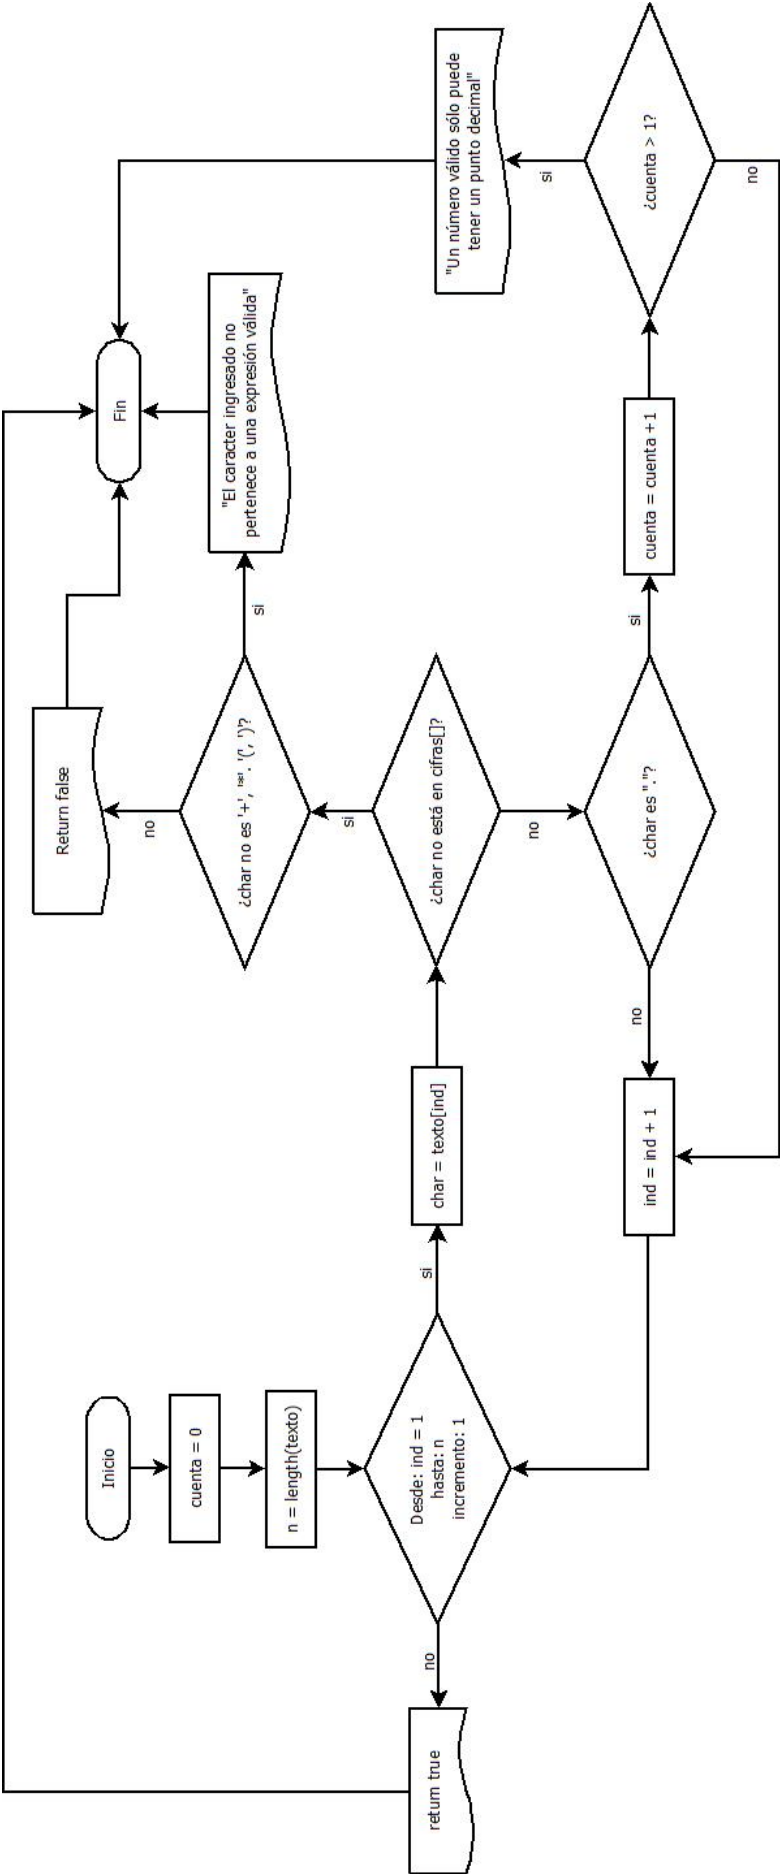 Inicio
cuenta = 0
n = length(texto)
Desde: ind = 1
hasta: n
incremento: 1
no
return true
si
char = texto[ind]
¿char no está en cifras[]?
si
¿char no es '+', '*'. '(', ')'?
no
Return false
si
"El caracter ingresado no
pertenece a una expresión válida"
Fin
no
¿char es "."?
no
ind = ind + 1
si
cuenta = cuenta +1
¿cuenta > 1?
si
"Un número válido sólo puede
tener un punto decimal"
no